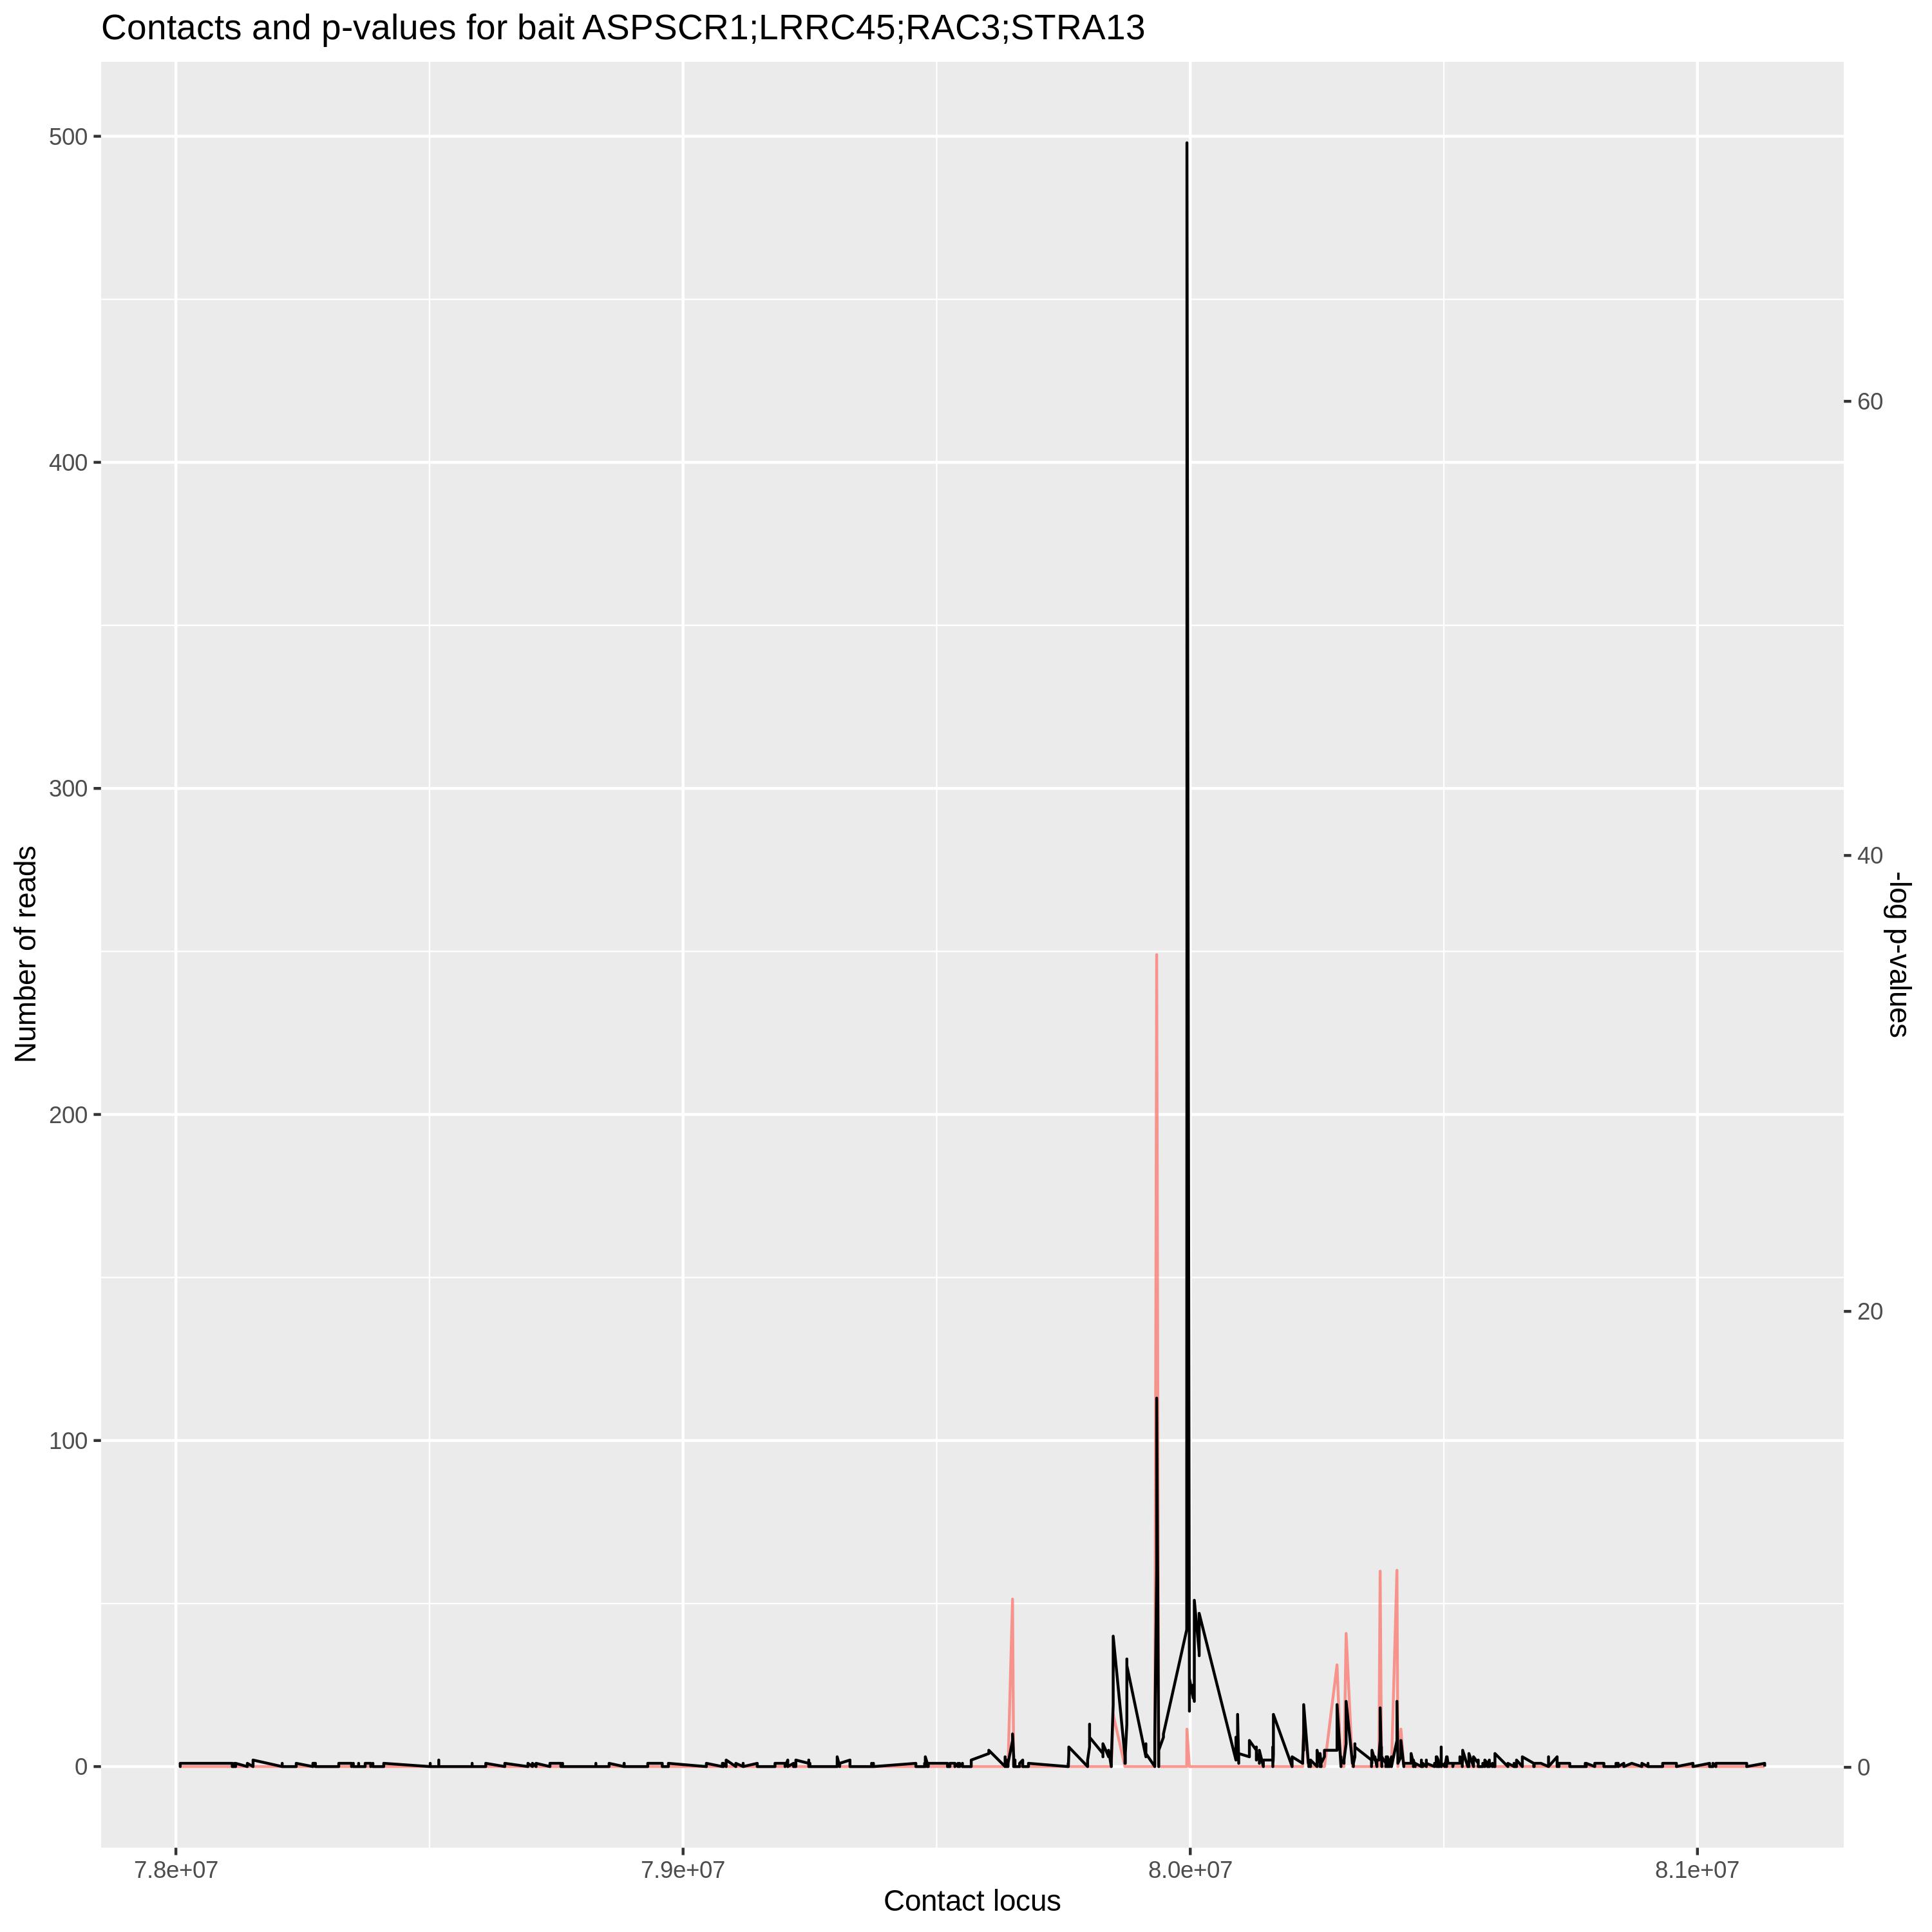 Contacts and p-values for bait ASPSCR1;LRRC45;RAC3;STRA13
500
400
300
200
100
0
Number of reads
60
40
20
0
-log p-values
7.8e+07
7.9e+07
8.0e+07
8.1e+07
Contact locus